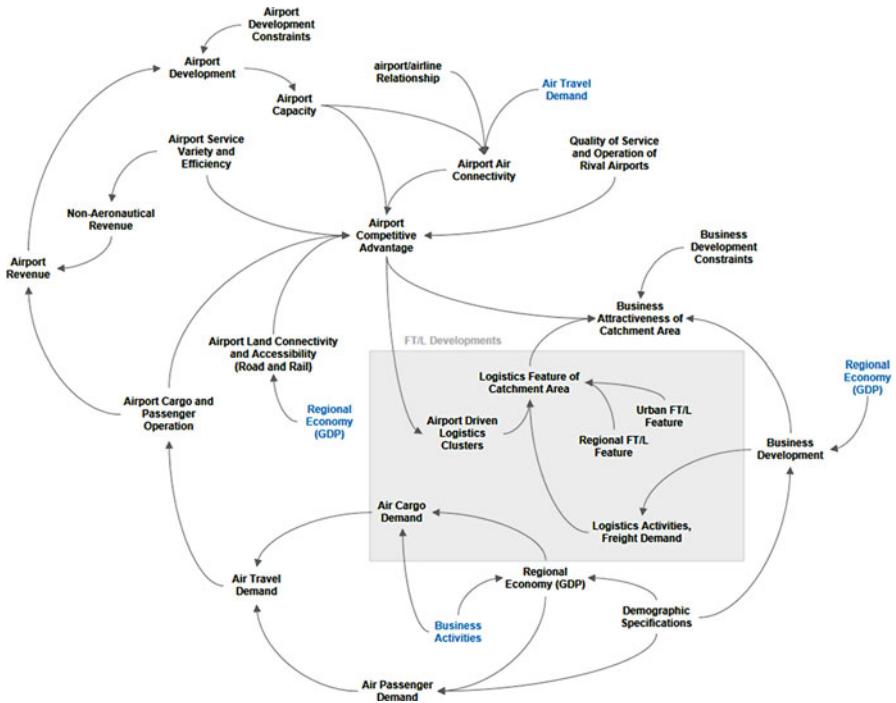 Airport
Development
Constraints
Airport
Development
airport/airline
Relationship
Air Travel
Demand
Airport
Capacity
Airport Service
Variety and
Efficiency
Airport Air
Connectivity
Quality of Service
and Operation of
Rival Airports
Non-Aeronautical
Revenue
Airport
Competitive
Advantage
Airport
Revenue
Business
Development
Constraints
Business
Attractiveness of
Catchment Area
Airport Land Connectivity
and Accessibility
(Road and Rail)
FT/L Developments
Logistics Feature of
Catchment Area
Regional
Economy
(GDP)
Airport Cargo and
Passenger
Operation
Regional
Economy
(GDP)
Airport Driven
Logistics
Clusters
Urban FT/L
Feature
Regional FT/L
Feature
Business
Development
Air Cargo
Demand
Logistics Activities,
Freight Demand
Air Travel
Demand
Regional
Economy (GDP)
Business
Activities
Demographic
Specifications
Air Passenger
Demand